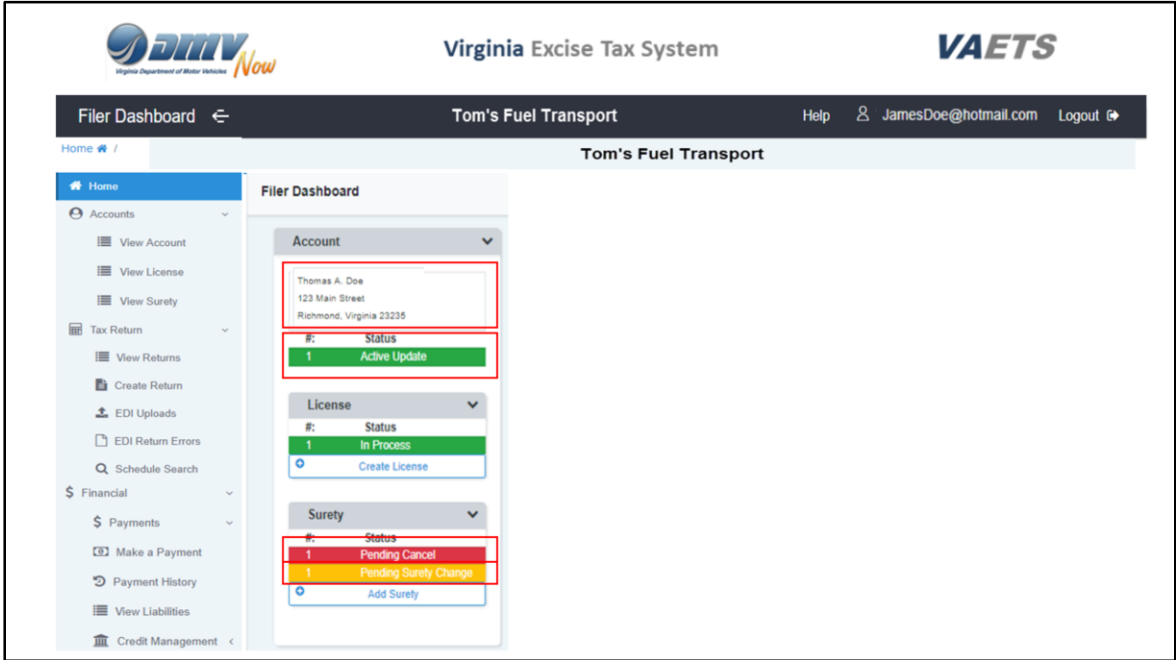 DMV Now
Virginia Department of Motor Vehicles
Virginia Excise Tax System
VAETS
Filer Dashboard
Tom's Fuel Transport
Help
JamesDoe@hotmail.com
Logout
Home /
Tom's Fuel Transport
Home
Accounts
View Account
View License
View Surety
Tax Return
View Returns
Create Return
EDI Uploads
EDI Return Errors
Schedule Search
$ Financial
$ Payments
Make a Payment
Payment History
View Liabilities
Credit Management
Filer Dashboard
Account
Thomas A. Doe
123 Main Street
Richmond, Virginia 23235
#: Status
1 Active Update
License
#: Status
1 In Process
Create License
Surety
#: Status
1 Pending Cancel
1 Pending Surety Change
Add Surety